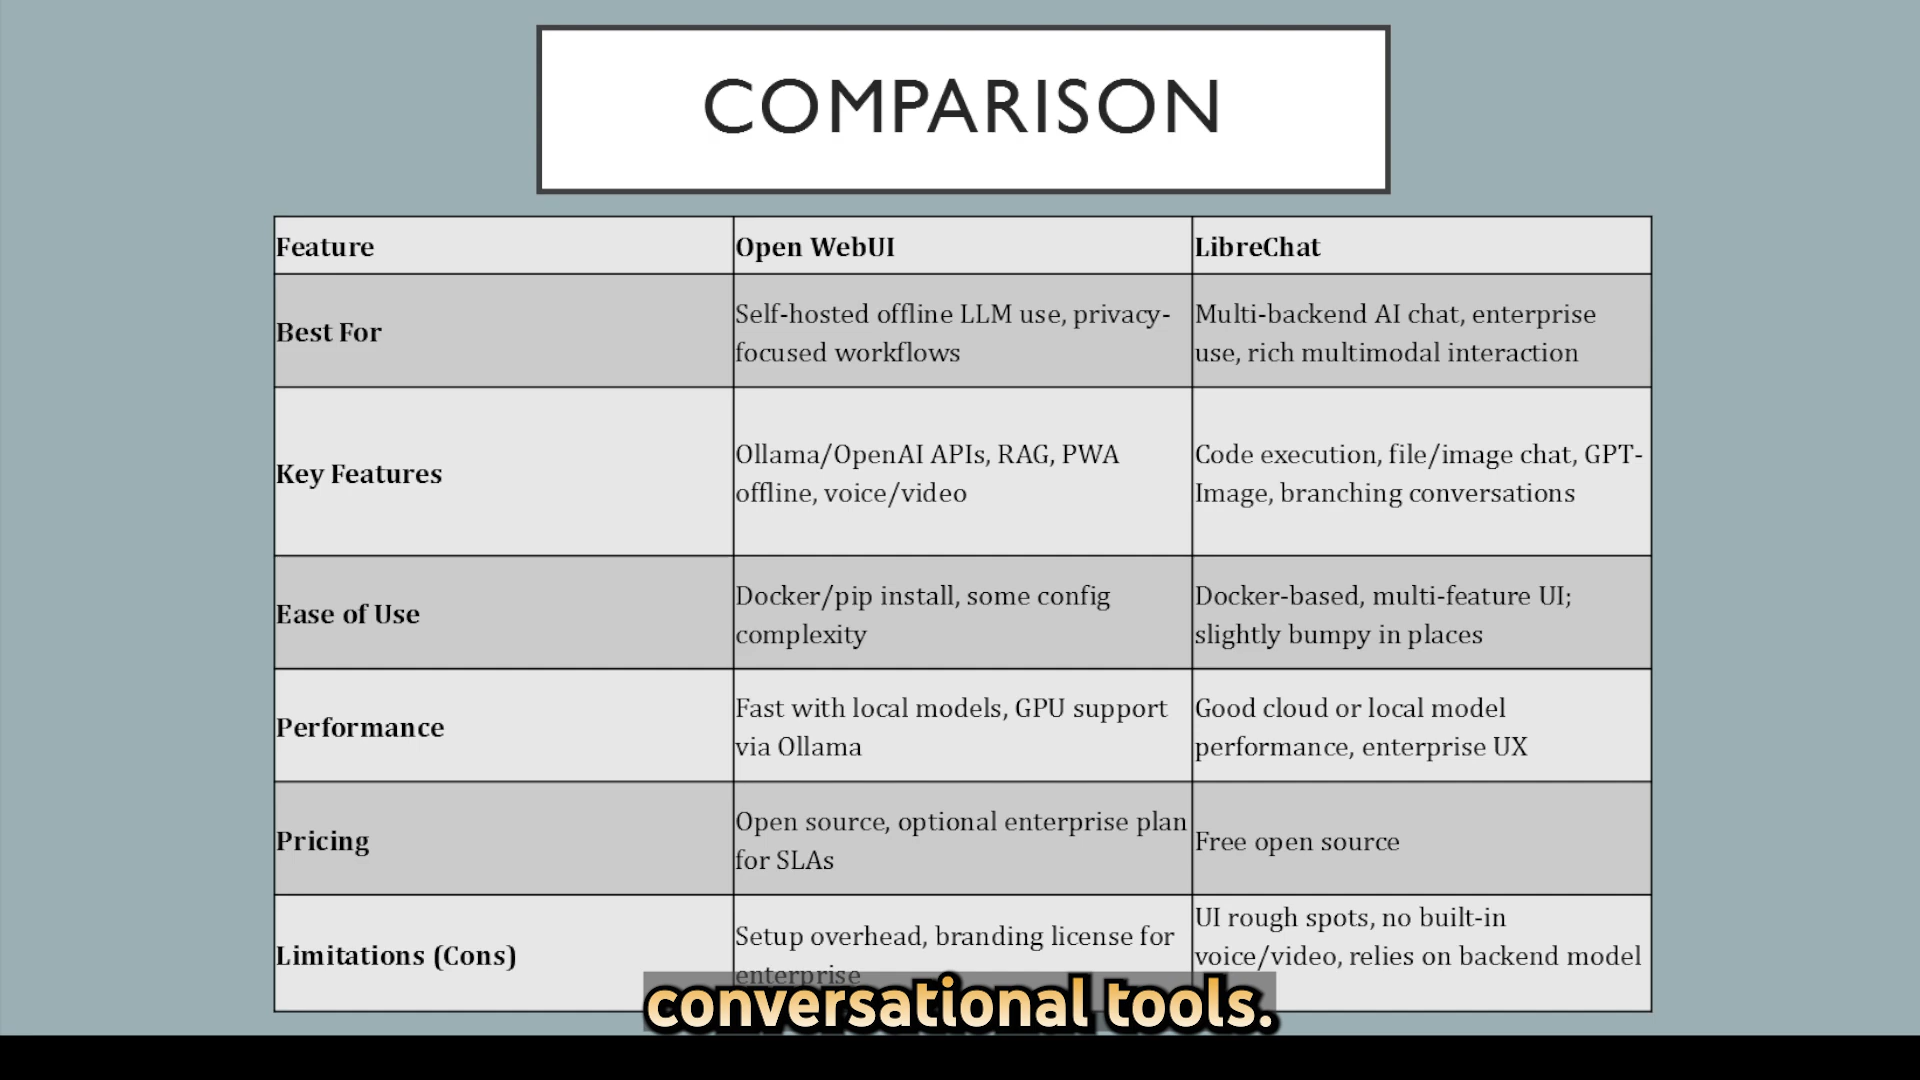 COMPARISON
Feature
Open WebUI
LibreChat
Best For
Self-hosted offline LLM use, privacy-
focused workflows
Multi-backend AI chat, enterprise
use, rich multimodal interaction
Key Features
Ollama/OpenAI APIs, RAG, PWA
offline, voice/video
Code execution, file/image chat, GPT-
Image, branching conversations
Ease of Use
Docker/pip install, some config
complexity
Docker-based, multi-feature UI;
slightly bumpy in places
Performance
Fast with local models, GPU support
via Ollama
Good cloud or local model
performance, enterprise UX
Pricing
Open source, optional enterprise plan
for SLAs
Free open source
Limitations (Cons)
Setup overhead, branding license for
enterprise
UI rough spots, no built-in
voice/video, relies on backend model
conversational tools.